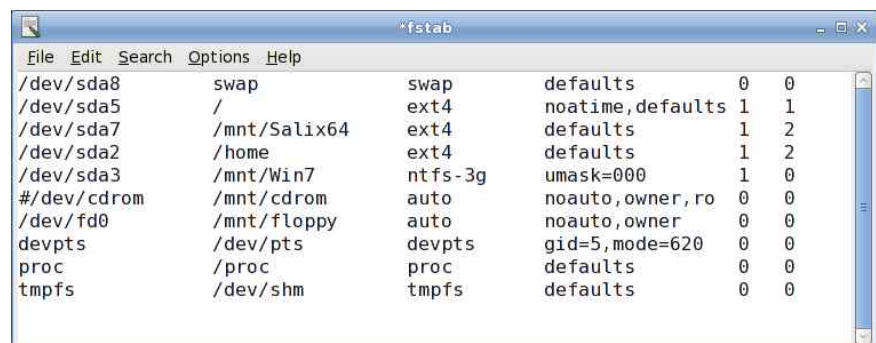 *fstab
File Edit Search Options Help
/dev/sda8 swap swap defaults 0 0
/dev/sda5 / ext4 noatime,defaults 1 1
/dev/sda7 /mnt/Salix64 ext4 defaults 1 2
/dev/sda2 /home ext4 defaults 1 2
/dev/sda3 /mnt/Win7 ntfs-3g umask=000 1 0
#/dev/cdrom /mnt/cdrom auto noauto,owner,ro 0 0
/dev/fd0 /mnt/floppy auto noauto,owner 0 0
devpts /dev/pts devpts gid=5,mode=620 0 0
proc /proc proc defaults 0 0
tmpfs /dev/shm tmpfs defaults 0 0